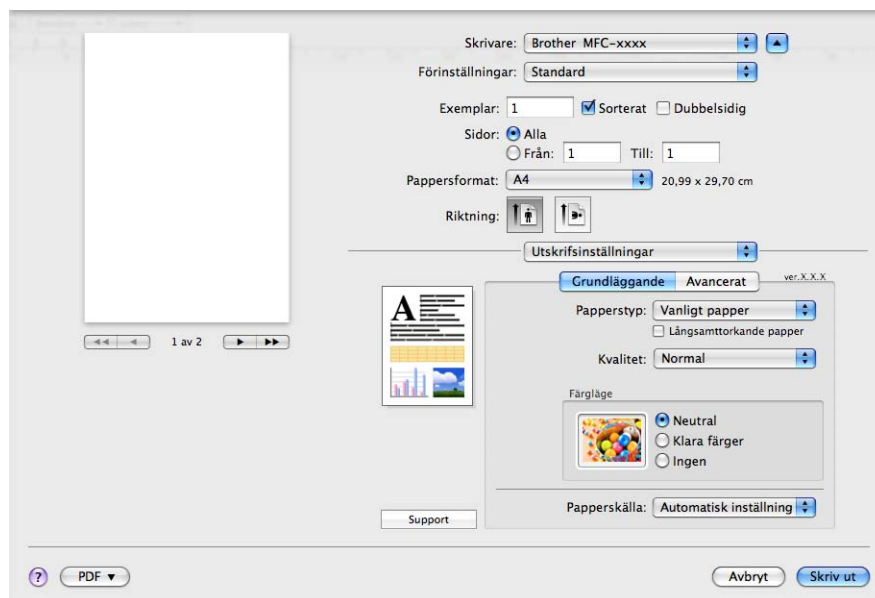 Skrivare: Brother MFC-xxxx
Förinställningar: Standard
Exemplar: 1 Sorterat Dubbelsidig
Sidor: Alla
Från: 1 Till: 1
Pappersformat: A4 20,99 x 29,70 cm
Riktning:
Utskrifsinställningar
Grundläggande Avancerat ver.X.X.X
Papperstyp: Vanligt papper
Långsamttorkande papper
Kvalitet: Normal
Färgläge
Neutral
Klara färger
Ingen
Papperskälla: Automatisk inställning
A
1 av 2
Support
? PDF Avbryt Skriv ut